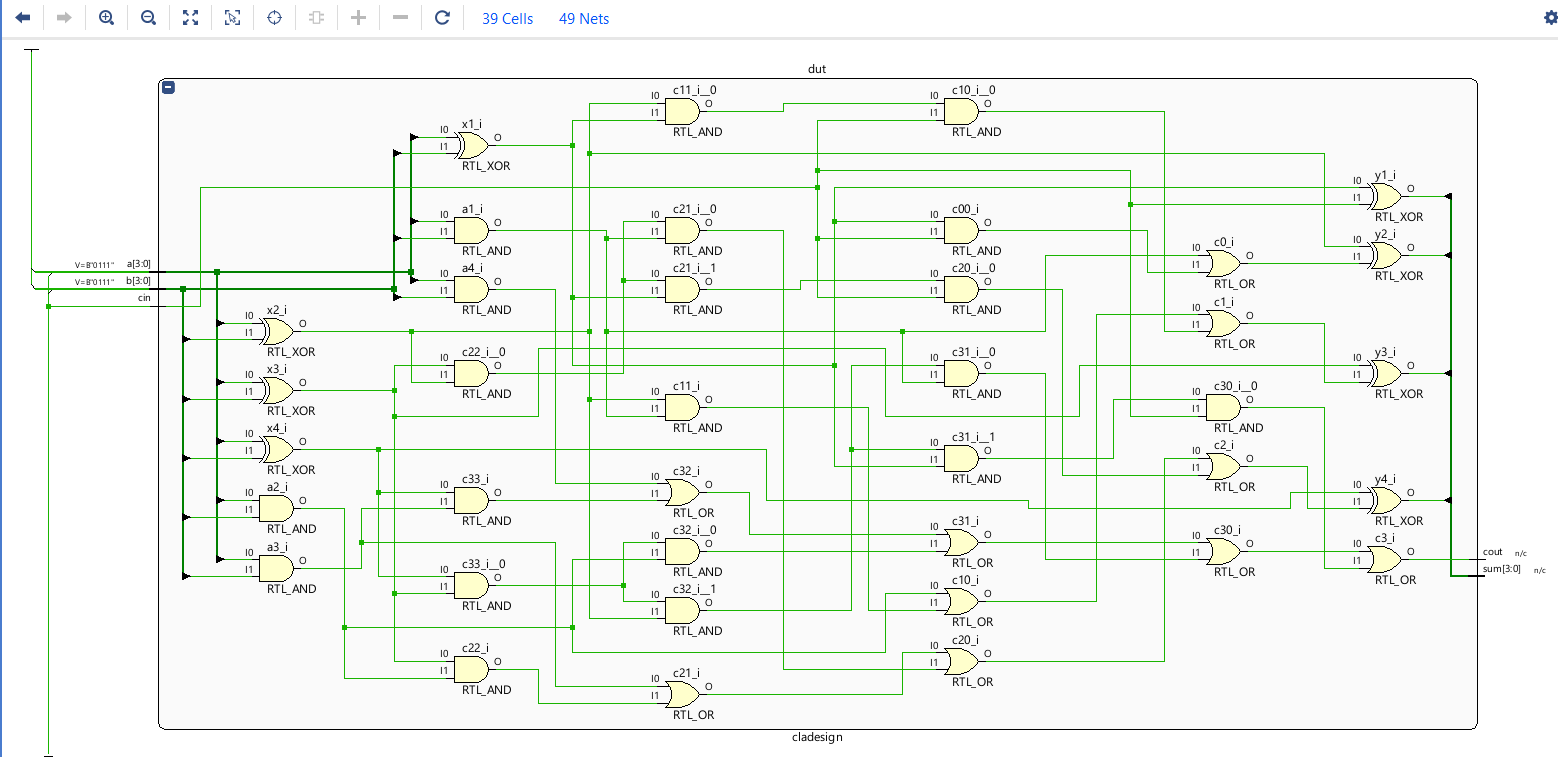 39 Cells 49 Nets
dut
c11_i__0
I0 I1 O
RTL_AND
c10_i__0
I0 I1 O
RTL_AND
x1_i
I0 I1 O
RTL_XOR
y1_i
I0 I1 O
RTL_XOR
a1_i
I0 I1 O
RTL_AND
c21_i__0
I0 I1 O
RTL_AND
c00_i
I0 I1 O
RTL_AND
y2_i
I0 I1 O
RTL_XOR
c0_i
I0 I1 O
RTL_OR
V=B"0111" a[3:0]
V=B"0111" b[3:0]
cin
a4_i
I0 I1 O
RTL_AND
c21_i__1
I0 I1 O
RTL_AND
c20_i__0
I0 I1 O
RTL_AND
x2_i
I0 I1 O
RTL_XOR
c1_i
I0 I1 O
RTL_OR
c22_i__0
I0 I1 O
RTL_AND
c31_i__0
I0 I1 O
RTL_AND
y3_i
I0 I1 O
RTL_XOR
x3_i
I0 I1 O
RTL_XOR
c11_i
I0 I1 O
RTL_AND
c30_i__0
I0 I1 O
RTL_AND
x4_i
I0 I1 O
RTL_XOR
c31_i__1
I0 I1 O
RTL_AND
c2_i
I0 I1 O
RTL_OR
a2_i
I0 I1 O
RTL_AND
c33_i
I0 I1 O
RTL_AND
c32_i
I0 I1 O
RTL_OR
y4_i
I0 I1 O
RTL_XOR
a3_i
I0 I1 O
RTL_AND
c32_i__0
I0 I1 O
RTL_AND
c31_i
I0 I1 O
RTL_OR
c30_i
I0 I1 O
RTL_OR
c3_i
I0 I1 O
RTL_OR
cout n/c
sum[3:0] n/c
c33_i__0
I0 I1 O
RTL_AND
c32_i__1
I0 I1 O
RTL_AND
c10_i
I0 I1 O
RTL_OR
c22_i
I0 I1 O
RTL_AND
c21_i
I0 I1 O
RTL_OR
c20_i
I0 I1 O
RTL_OR
cladesign